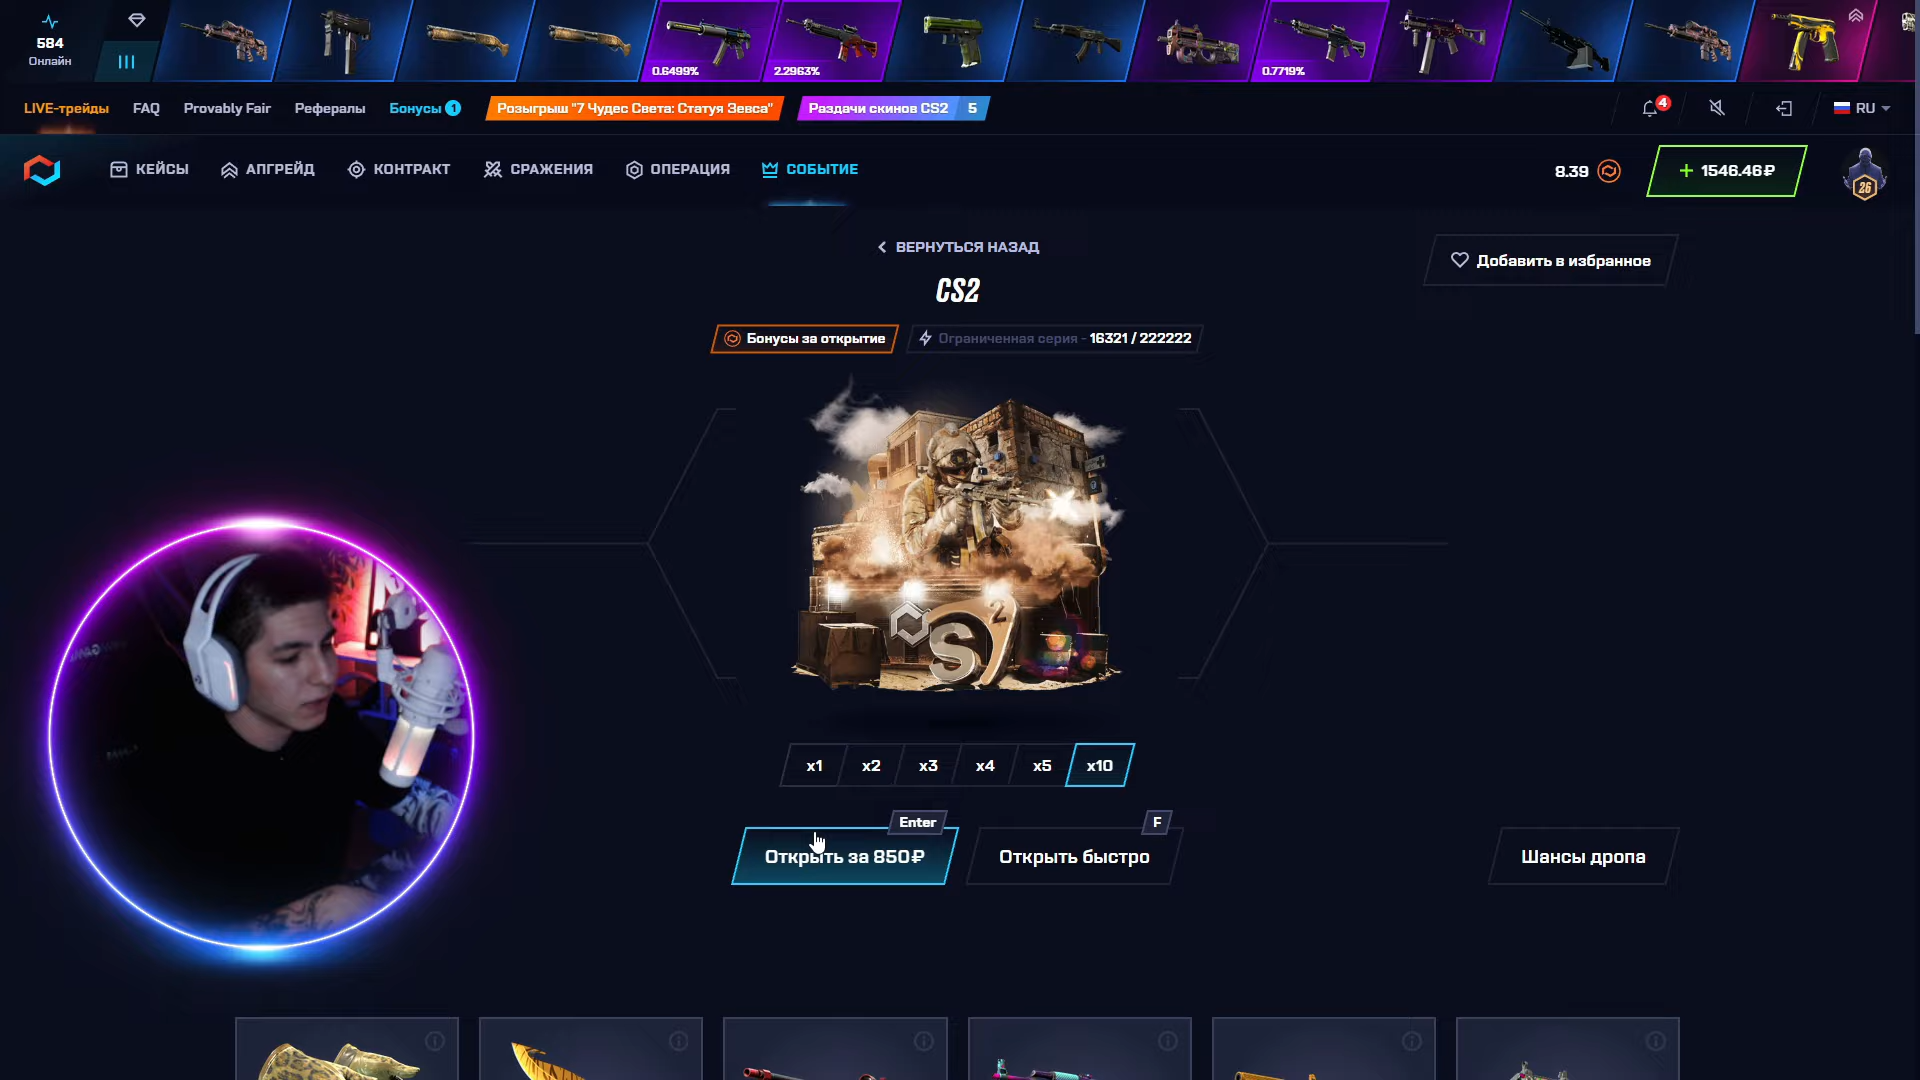 584
Онлайн
0.6499%
2.2963%
0.7719%
LIVE-трейды
FAQ
Provably Fair
Рефералы
Бонусы 1
Розыгрыш "7 Чудес Света: Статуя Зевса"
Раздачи скинов CS2 5
4
RU
КЕЙСЫ
АПГРЕЙД
КОНТРАКТ
СРАЖЕНИЯ
ОПЕРАЦИЯ
СОБЫТИЕ
8.39
+ 1546.46₽
26
ВЕРНУТЬСЯ НАЗАД
Добавить в избранное
CS2
Бонусы за открытие
Ограниченная серия - 16321 / 222222
CS2
x1
x2
x3
x4
x5
x10
Enter
F
Открыть за 850₽
Открыть быстро
Шансы дропа